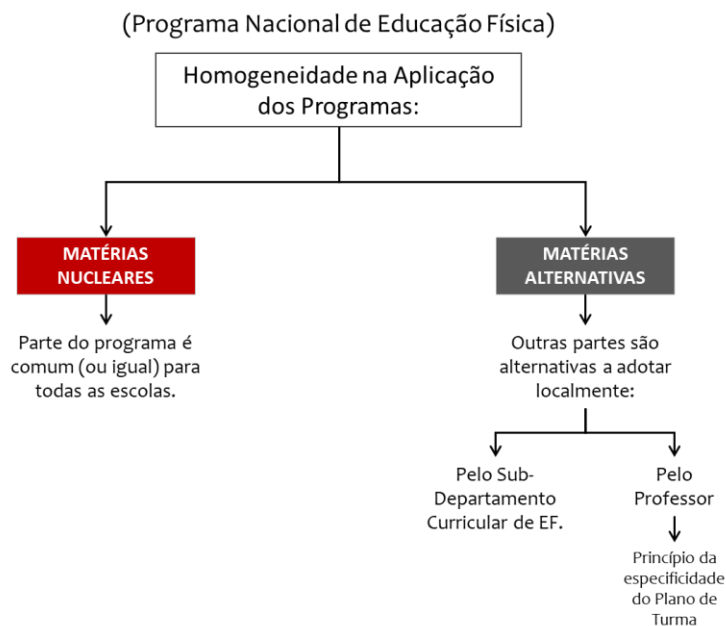 (Programa Nacional de Educação Física)
Homogeneidade na Aplicação
dos Programas:
MATÉRIAS
NUCLEARES
Parte do programa é
comum (ou igual) para
todas as escolas.
MATÉRIAS
ALTERNATIVAS
Outras partes são
alternativas a adotar
localmente:
Pelo Sub-
Departamento
Curricular de EF.
Pelo
Professor
Princípio da
especificidade
do Plano de
Turma